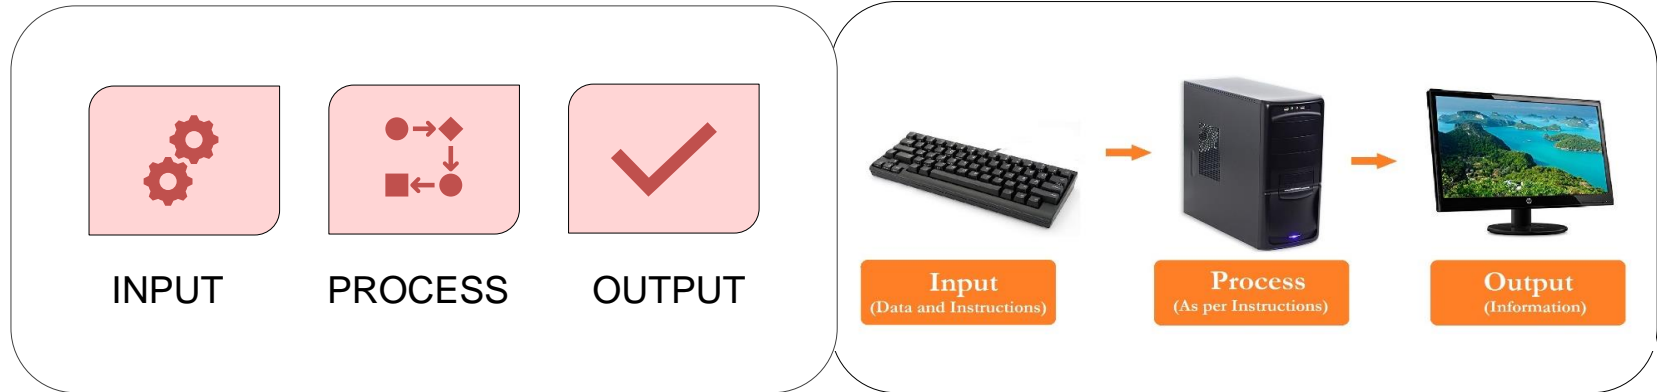 INPUT
PROCESS
OUTPUT
Input
(Data and Instructions)
Process
(As per Instructions)
Output
(Information)